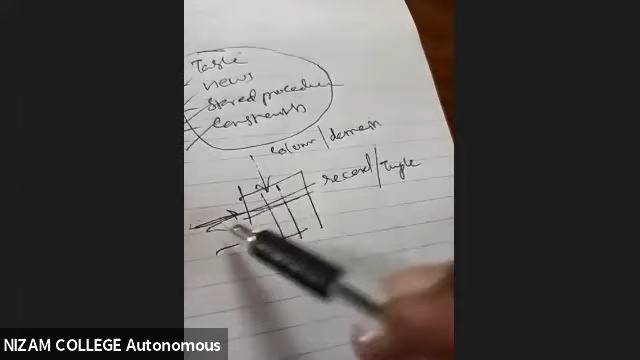 Table
views
stored procedure
constraints
column/domain
record/Tuple
NIZAM COLLEGE Autonomous